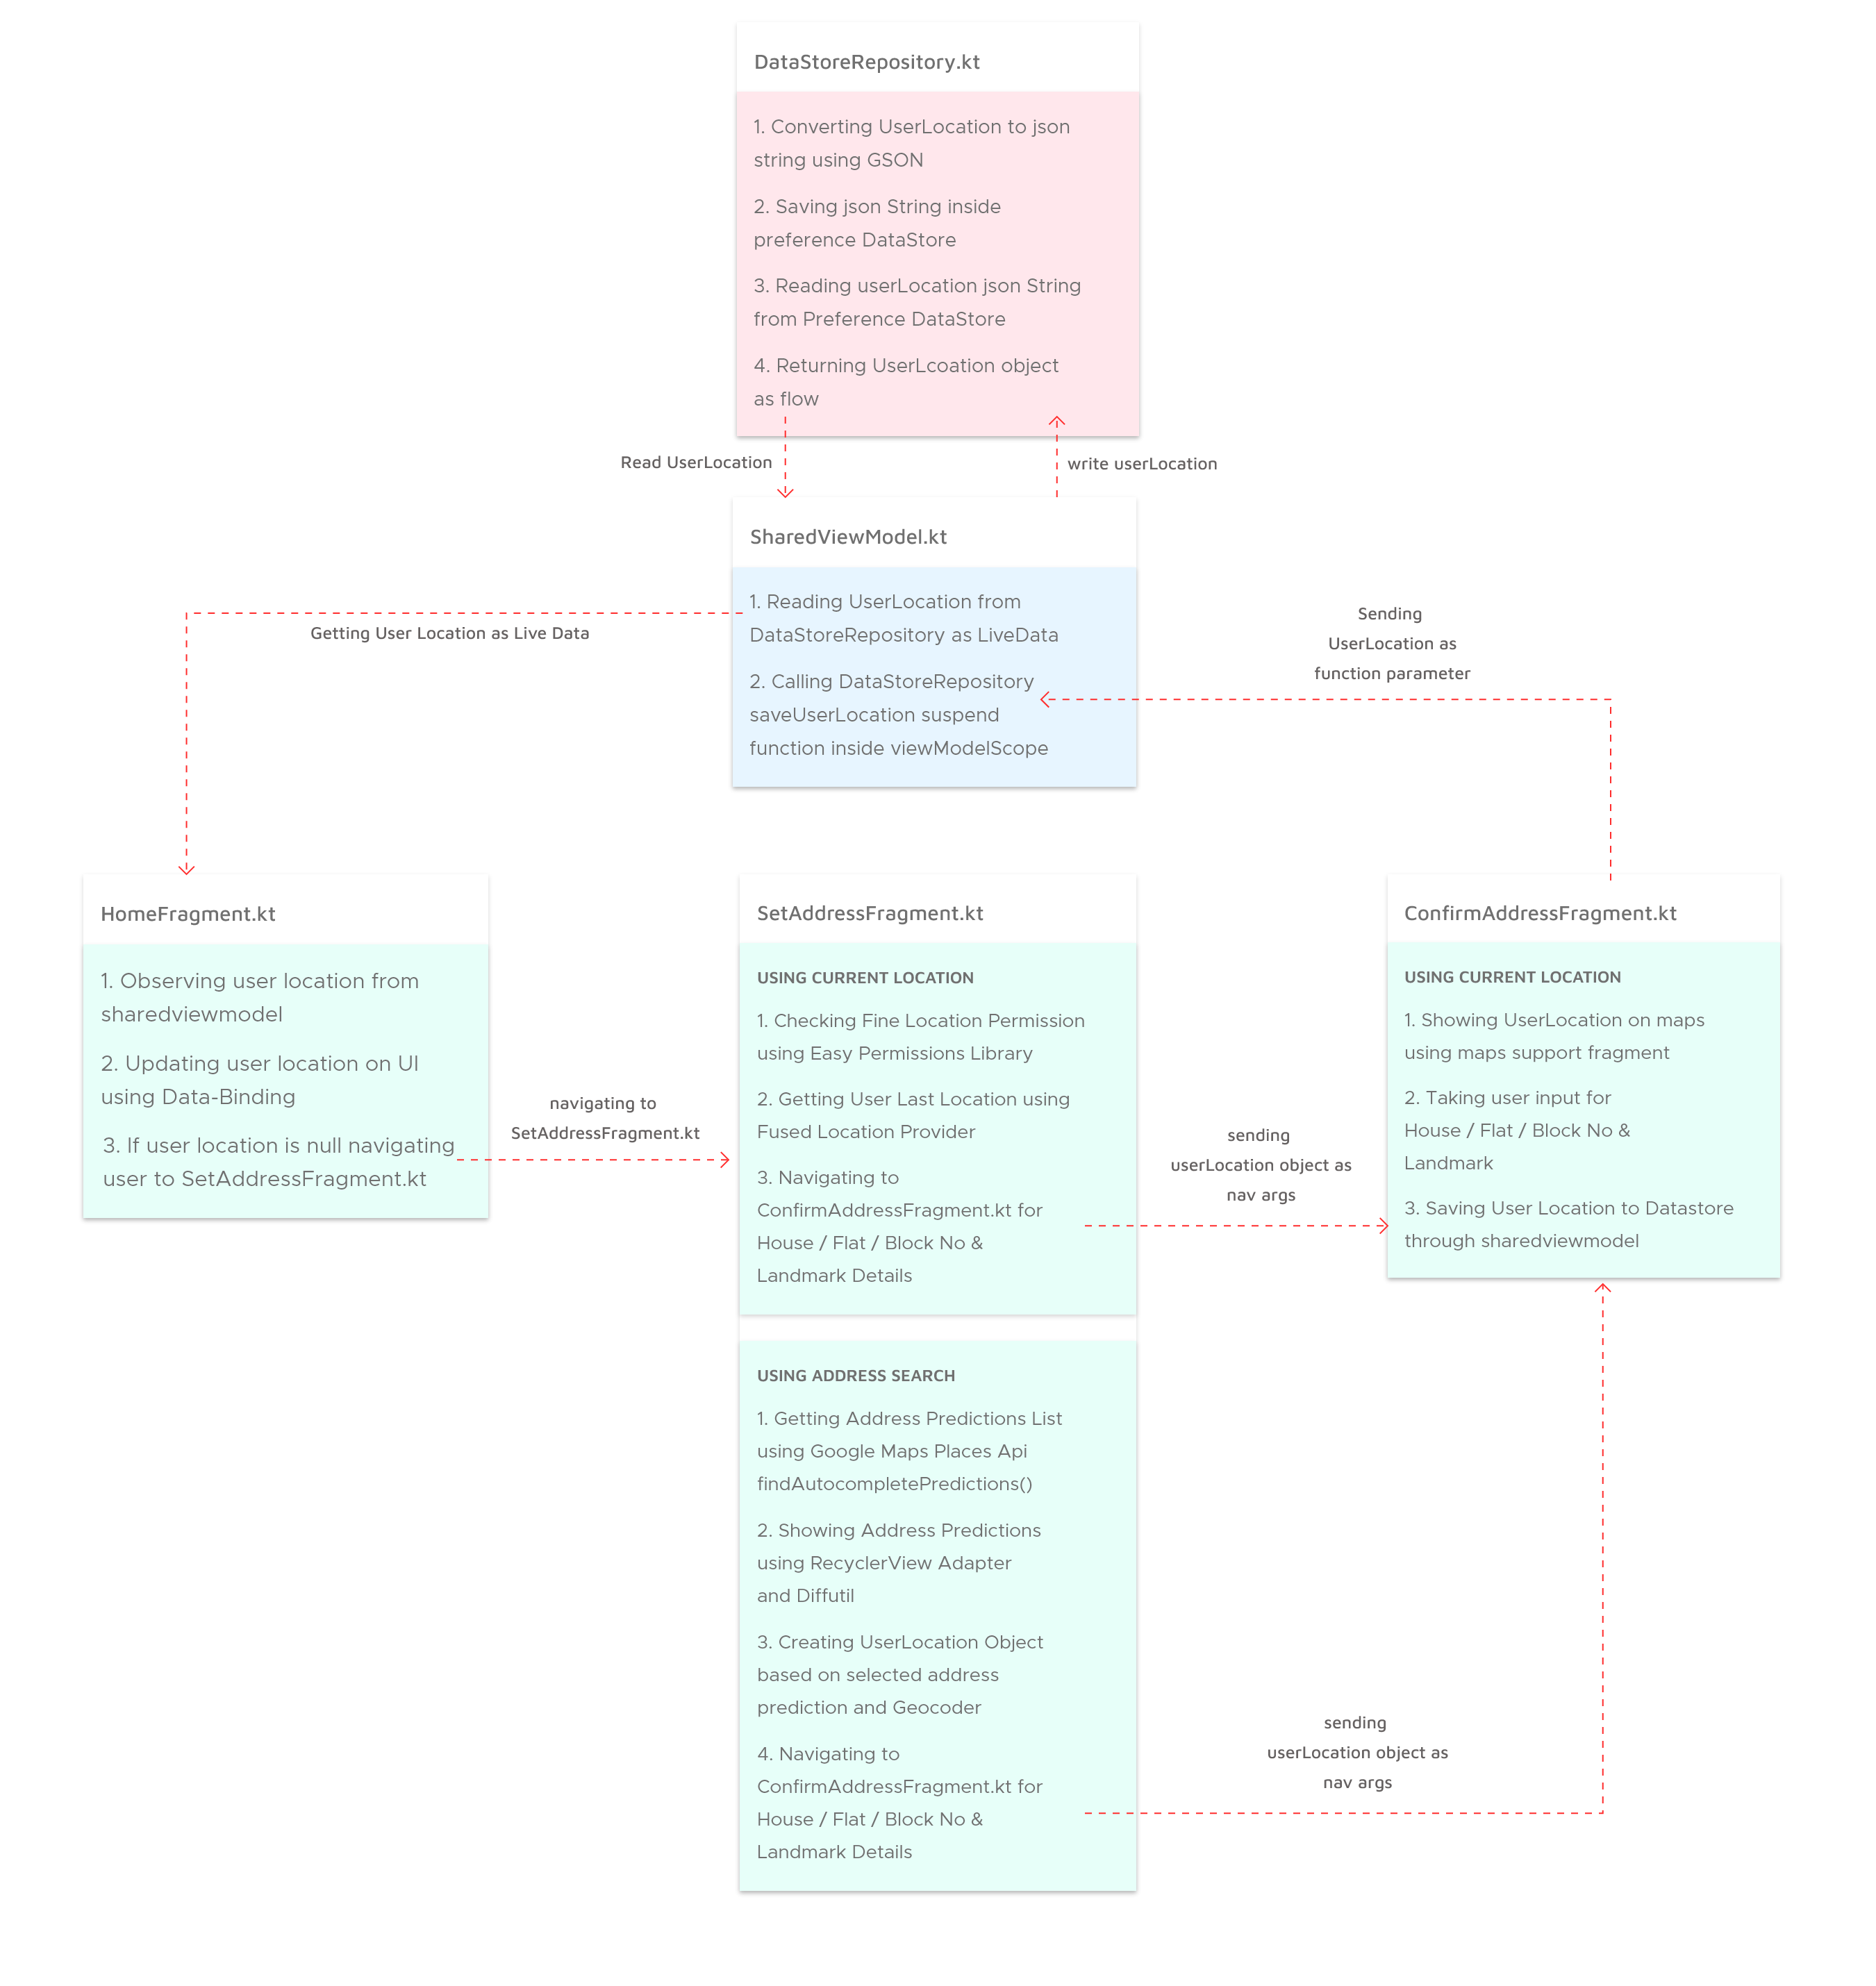 DataStoreRepository.kt
1. Converting UserLocation to json
string using GSON
2. Saving json String inside
preference DataStore
3. Reading userLocation json String
from Preference DataStore
4. Returning UserLcoation object
as flow
Read UserLocation
write userLocation
SharedViewModel.kt
1. Reading UserLocation from
DataStoreRepository as LiveData
2. Calling DataStoreRepository
saveUserLocation suspend
function inside viewModelScope
Getting User Location as Live Data
Sending
UserLocation as
function parameter
HomeFragment.kt
1. Observing user location from
sharedviewmodel
2. Updating user location on UI
using Data-Binding
3. If user location is null navigating
user to SetAddressFragment.kt
navigating to
SetAddressFragment.kt
SetAddressFragment.kt
USING CURRENT LOCATION
1. Checking Fine Location Permission
using Easy Permissions Library
2. Getting User Last Location using
Fused Location Provider
3. Navigating to
ConfirmAddressFragment.kt for
House / Flat / Block No &
Landmark Details
sending
userLocation object as
nav args
ConfirmAddressFragment.kt
USING CURRENT LOCATION
1. Showing UserLocation on maps
using maps support fragment
2. Taking user input for
House / Flat / Block No &
Landmark
3. Saving User Location to Datastore
through sharedviewmodel
USING ADDRESS SEARCH
1. Getting Address Predictions List
using Google Maps Places Api
findAutocompletePredictions()
2. Showing Address Predictions
using RecyclerView Adapter
and Diffutil
3. Creating UserLocation Object
based on selected address
prediction and Geocoder
4. Navigating to
ConfirmAddressFragment.kt for
House / Flat / Block No &
Landmark Details
sending
userLocation object as
nav args